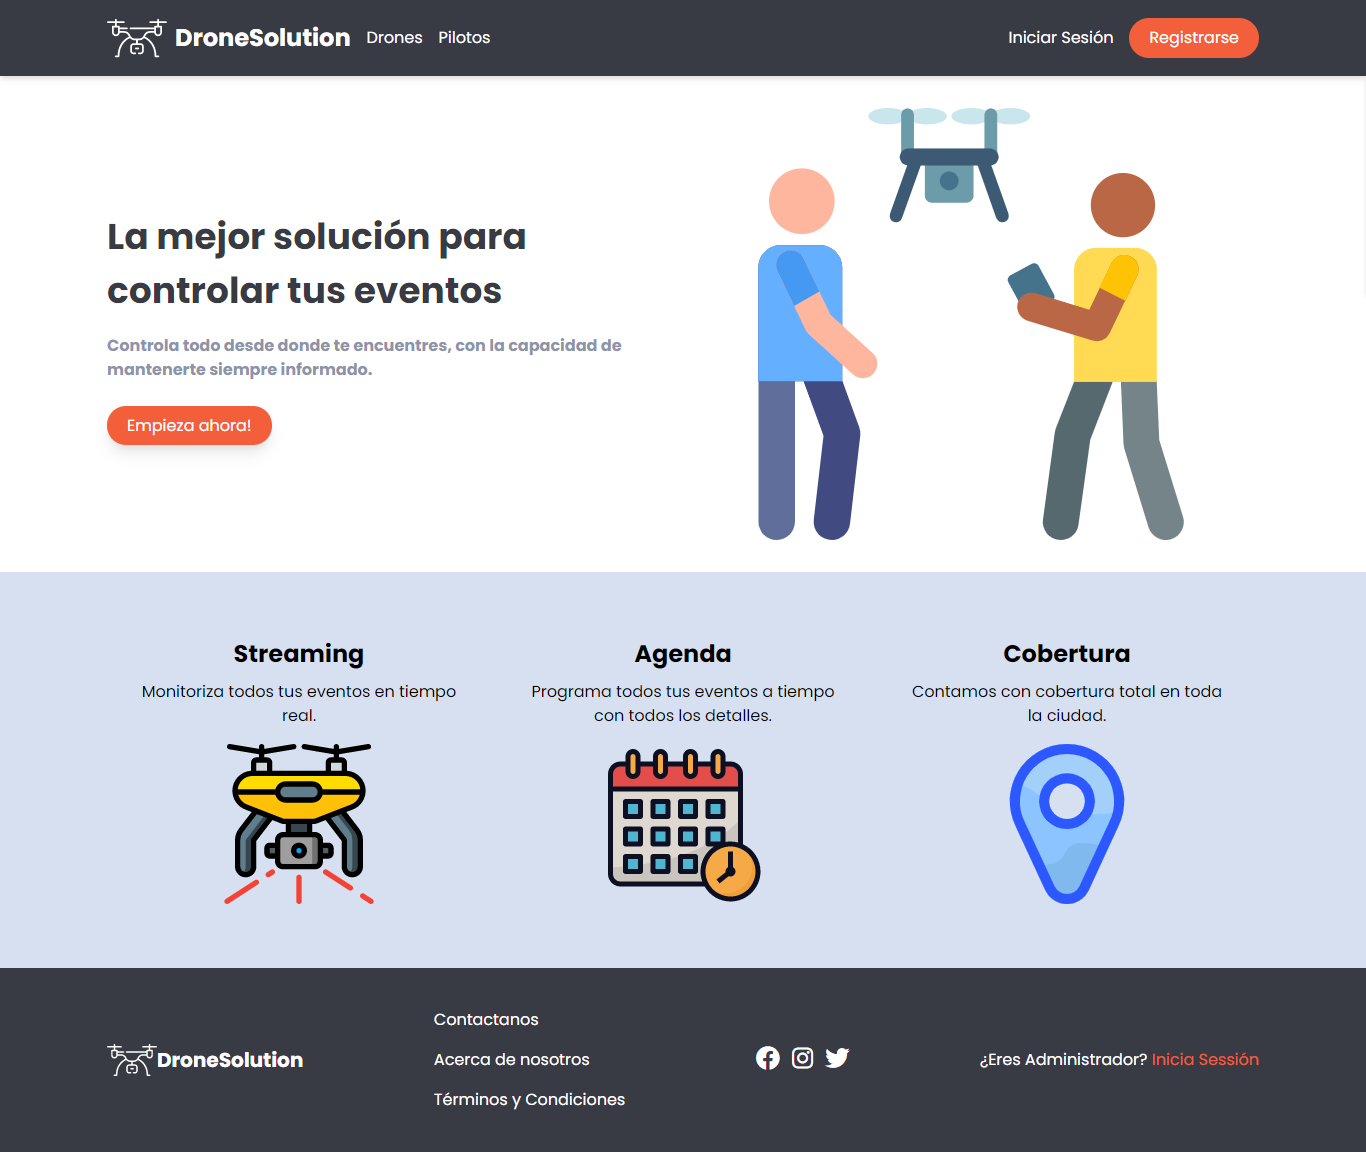 DroneSolution Drones Pilotos Iniciar Sesión Registrarse
La mejor solución para
controlar tus eventos
Controla todo desde donde te encuentres, con la capacidad de
mantenerte siempre informado.
Empieza ahora!
Streaming
Monitoriza todos tus eventos en tiempo
real.
Agenda
Programa todos tus eventos a tiempo
con todos los detalles.
Cobertura
Contamos con cobertura total en toda
la ciudad.
DroneSolution
Contactanos
Acerca de nosotros
Términos y Condiciones
¿Eres Administrador? Inicia Sessión